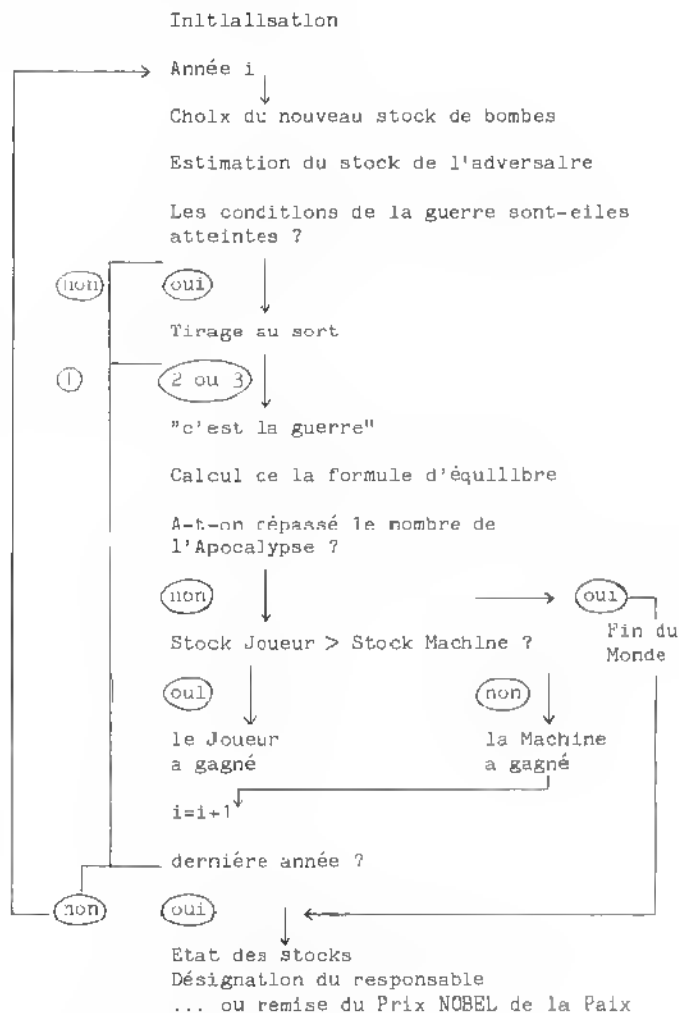 Initialisation
Année i
Choix du nouveau stock de bombes
Estimation du stock de l'adversaire
Les conditions de la guerre sont-elles
atteintes ?
non oui
Tirage au sort
1 2 ou 3
"c'est la guerre"
Calcul ce la formule d'équilibre
A-t-on répassé le nombre de
l'Apocalypse ?
non oui
Fin du
Monde
Stock Joueur > Stock Machine ?
oui non
le Joueur la Machine
a gagné a gagné
i=i+1
derniére année ?
non oui
Etat des stocks
Désignation du responsable
... ou remise du Prix NOBEL de la Paix